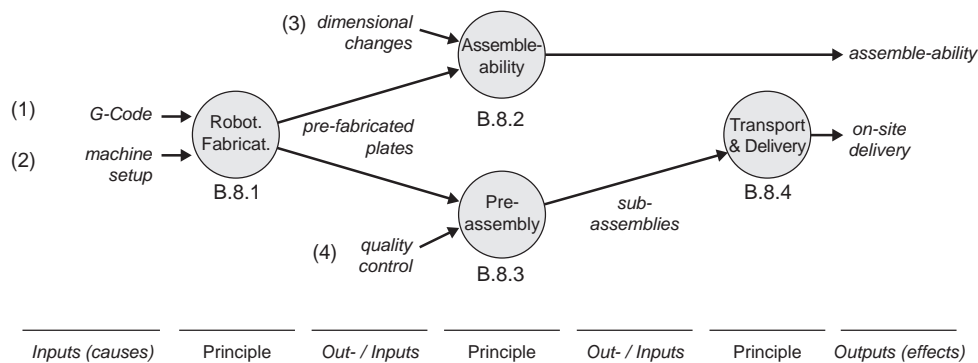 (3)
dimensional
changes
Assemble-
ability
B.8.2
assemble-ability
(1)
G-Code
(2)
machine
setup
Robot.
Fabricat.
B.8.1
pre-fabricated
plates
Transport
& Delivery
B.8.4
on-site
delivery
(4)
quality
control
Pre-
assembly
B.8.3
sub-
assemblies
Inputs (causes)
Principle
Out- / Inputs
Principle
Out- / Inputs
Principle
Outputs (effects)